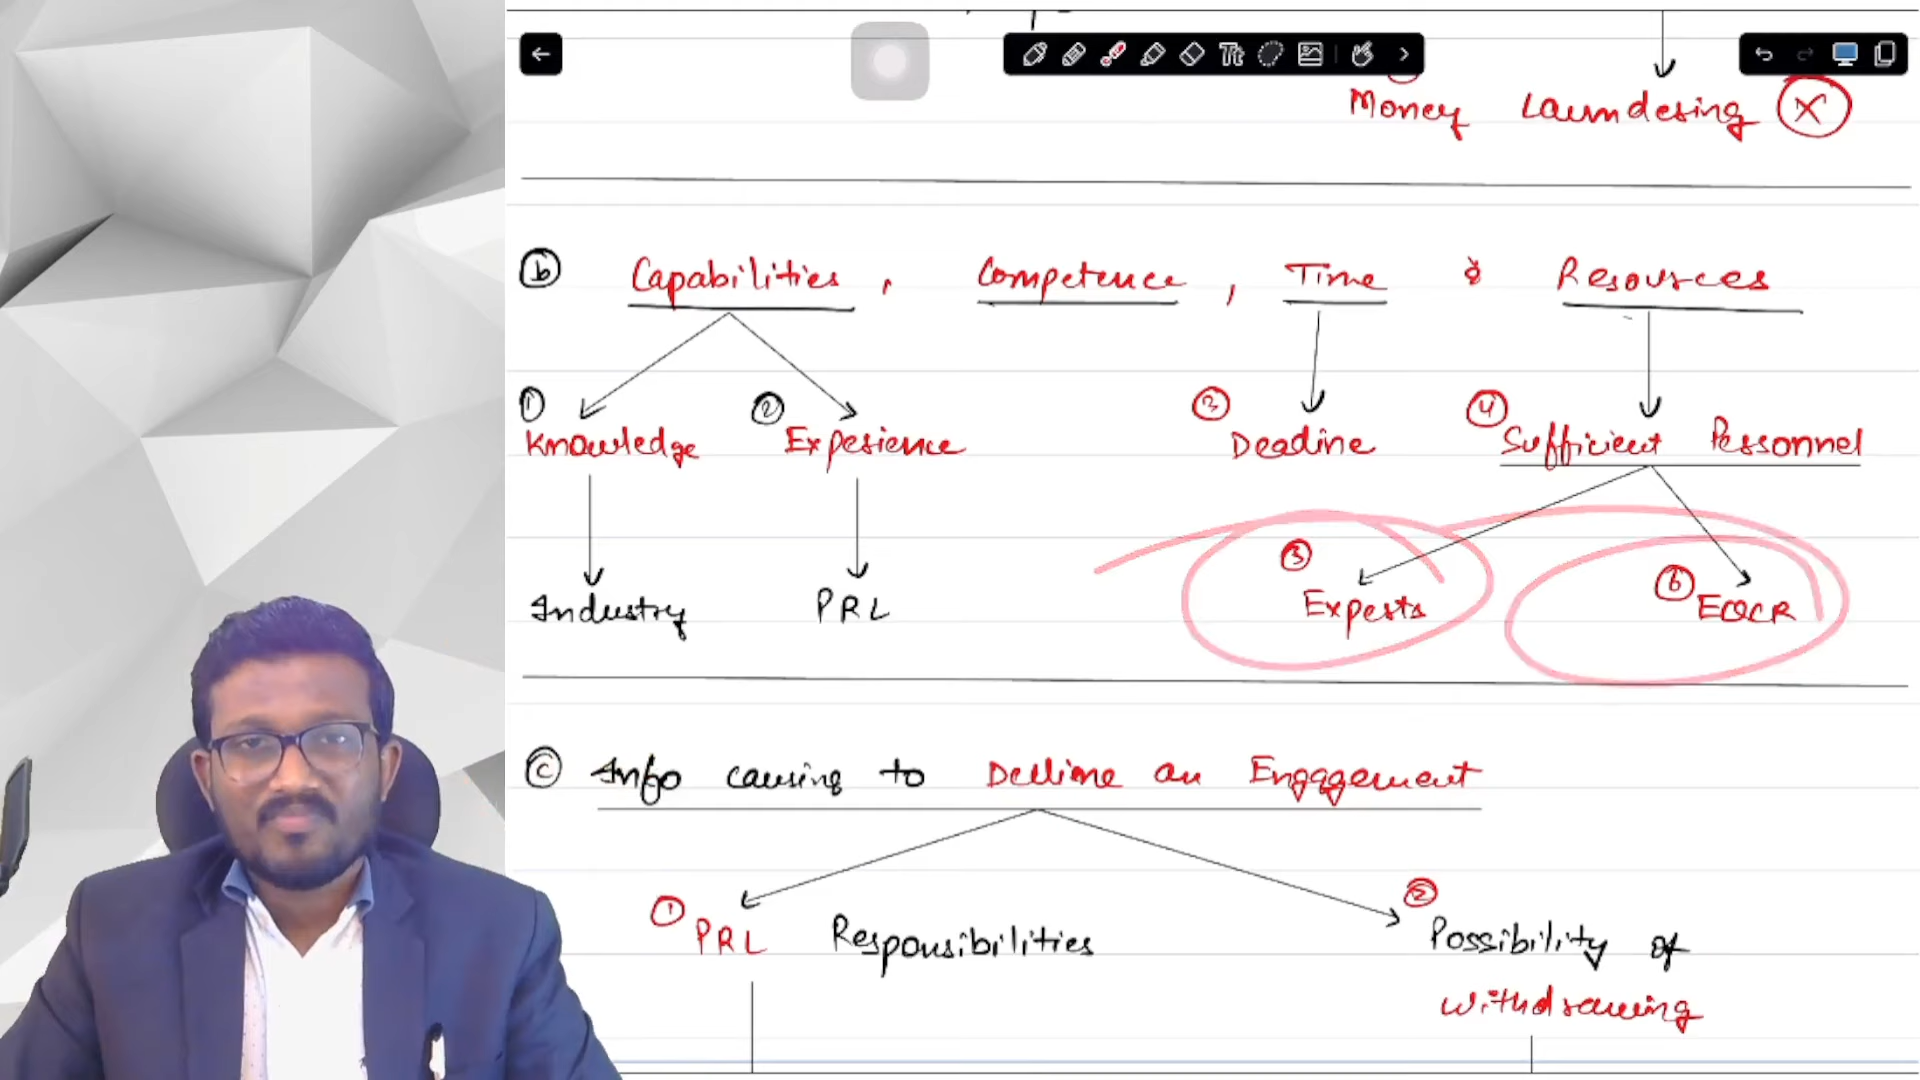 Tt
Money Laundering X
b Capabilities, Competence, Time & Resources
1 Knowledge 2 Experience 3 Deadline 4 Sufficient Personnel
Industry PRL 5 Experts 6 EQCR
c Info causing to Decline an Engagement
1 PRL Responsibilities 2 Possibility of
Withdrawing